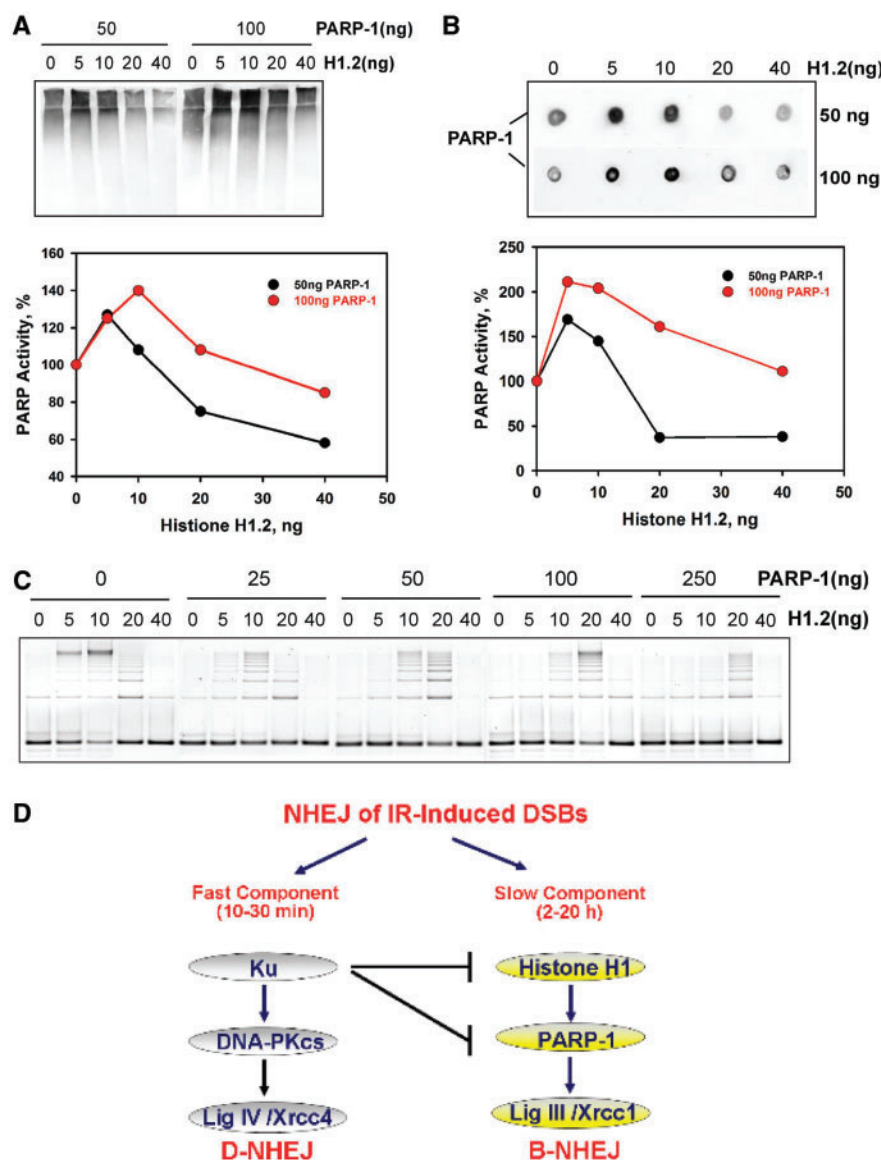 A
50 100 PARP-1(ng)
0 5 10 20 40 0 5 10 20 40 H1.2(ng)
160
140
120
100
80
60
40
PARP Activity, %
50ng PARP-1
100ng PARP-1
0 10 20 30 40 50
Histione H1.2, ng
B
0 5 10 20 40 H1.2(ng)
PARP-1
50 ng
100 ng
250
200
150
100
50
0
PARP Activity, %
50ng PARP-1
100ng PARP-1
0 10 20 30 40 50
Histone H1.2, ng
C
0 25 50 100 250 PARP-1(ng)
0 5 10 20 40 0 5 10 20 40 0 5 10 20 40 0 5 10 20 40 0 5 10 20 40 H1.2(ng)
D
NHEJ of IR-Induced DSBs
Fast Component
(10-30 min)
Ku
DNA-PKcs
Lig IV /Xrcc4
D-NHEJ
Slow Component
(2-20 h)
Histone H1
PARP-1
Lig III /Xrcc1
B-NHEJ